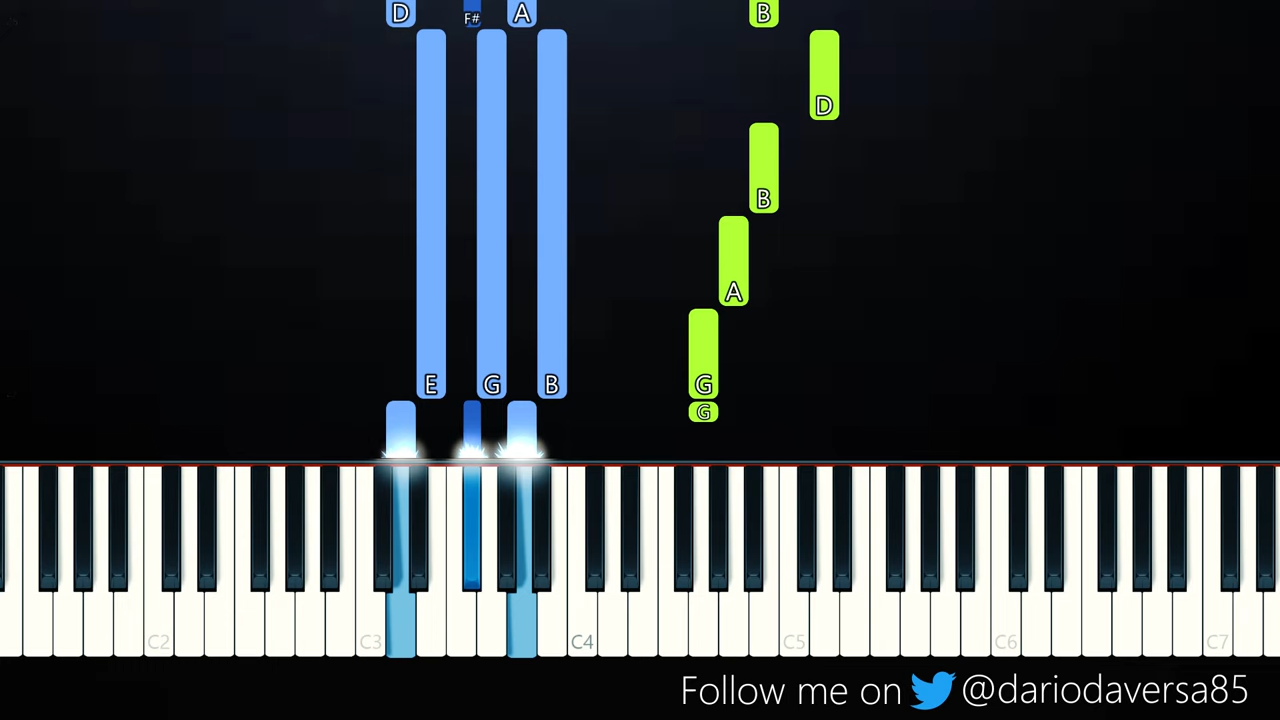 D F# A B
D
B
A
E G B G
G
C2 C3 C4 C5 C6 C7
Follow me on @dariodaversa85